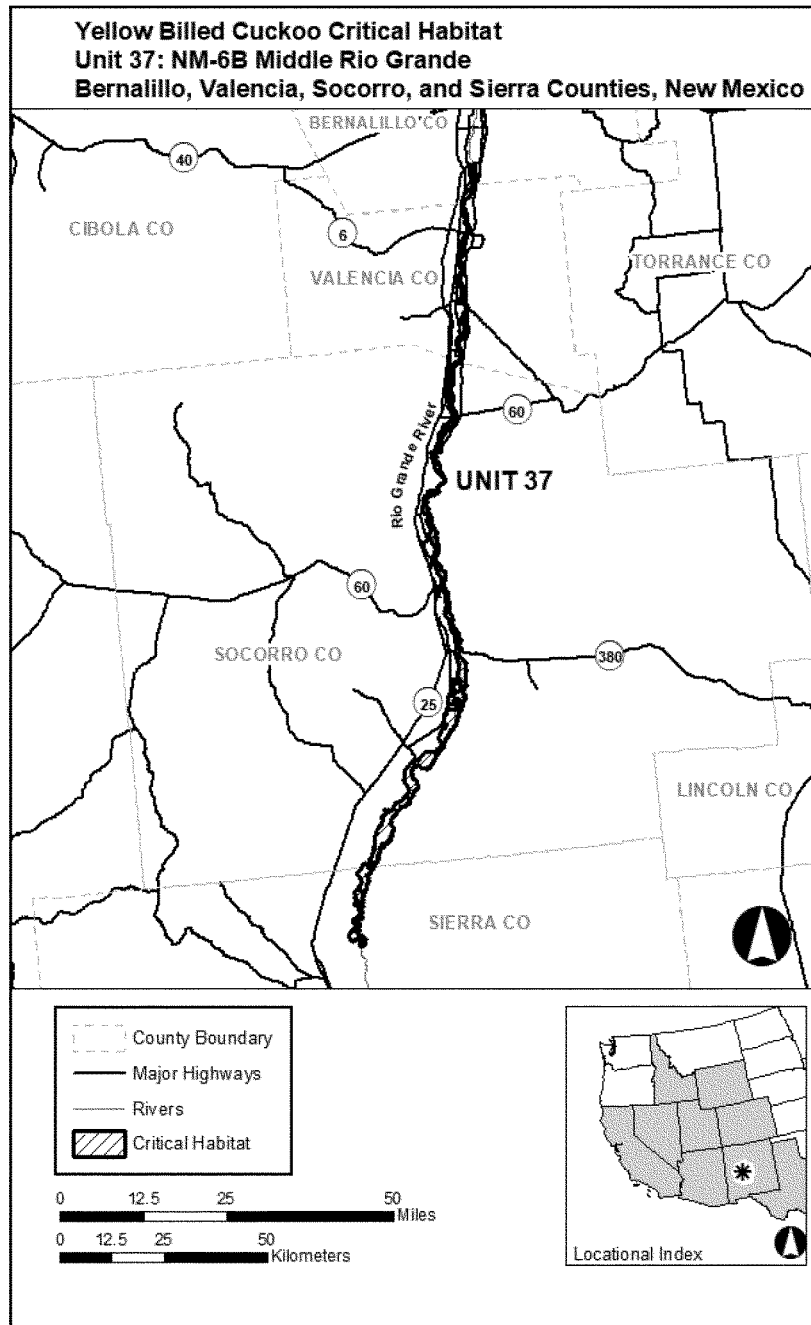 Yellow Billed Cuckoo Critical Habitat
Unit 37: NM-6B Middle Rio Grande
Bernalillo, Valencia, Socorro, and Sierra Counties, New Mexico
BERNALILLO CO
40
CIBOLA CO
6
VALENCIA CO
TORRANCE CO
60
Rio Grande River
UNIT 37
60
SOCORRO CO
380
25
LINCOLN CO
SIERRA CO
County Boundary
Major Highways
Rivers
Critical Habitat
0 12.5 25 50
Miles
0 12.5 25 50
Kilometers
Locational Index